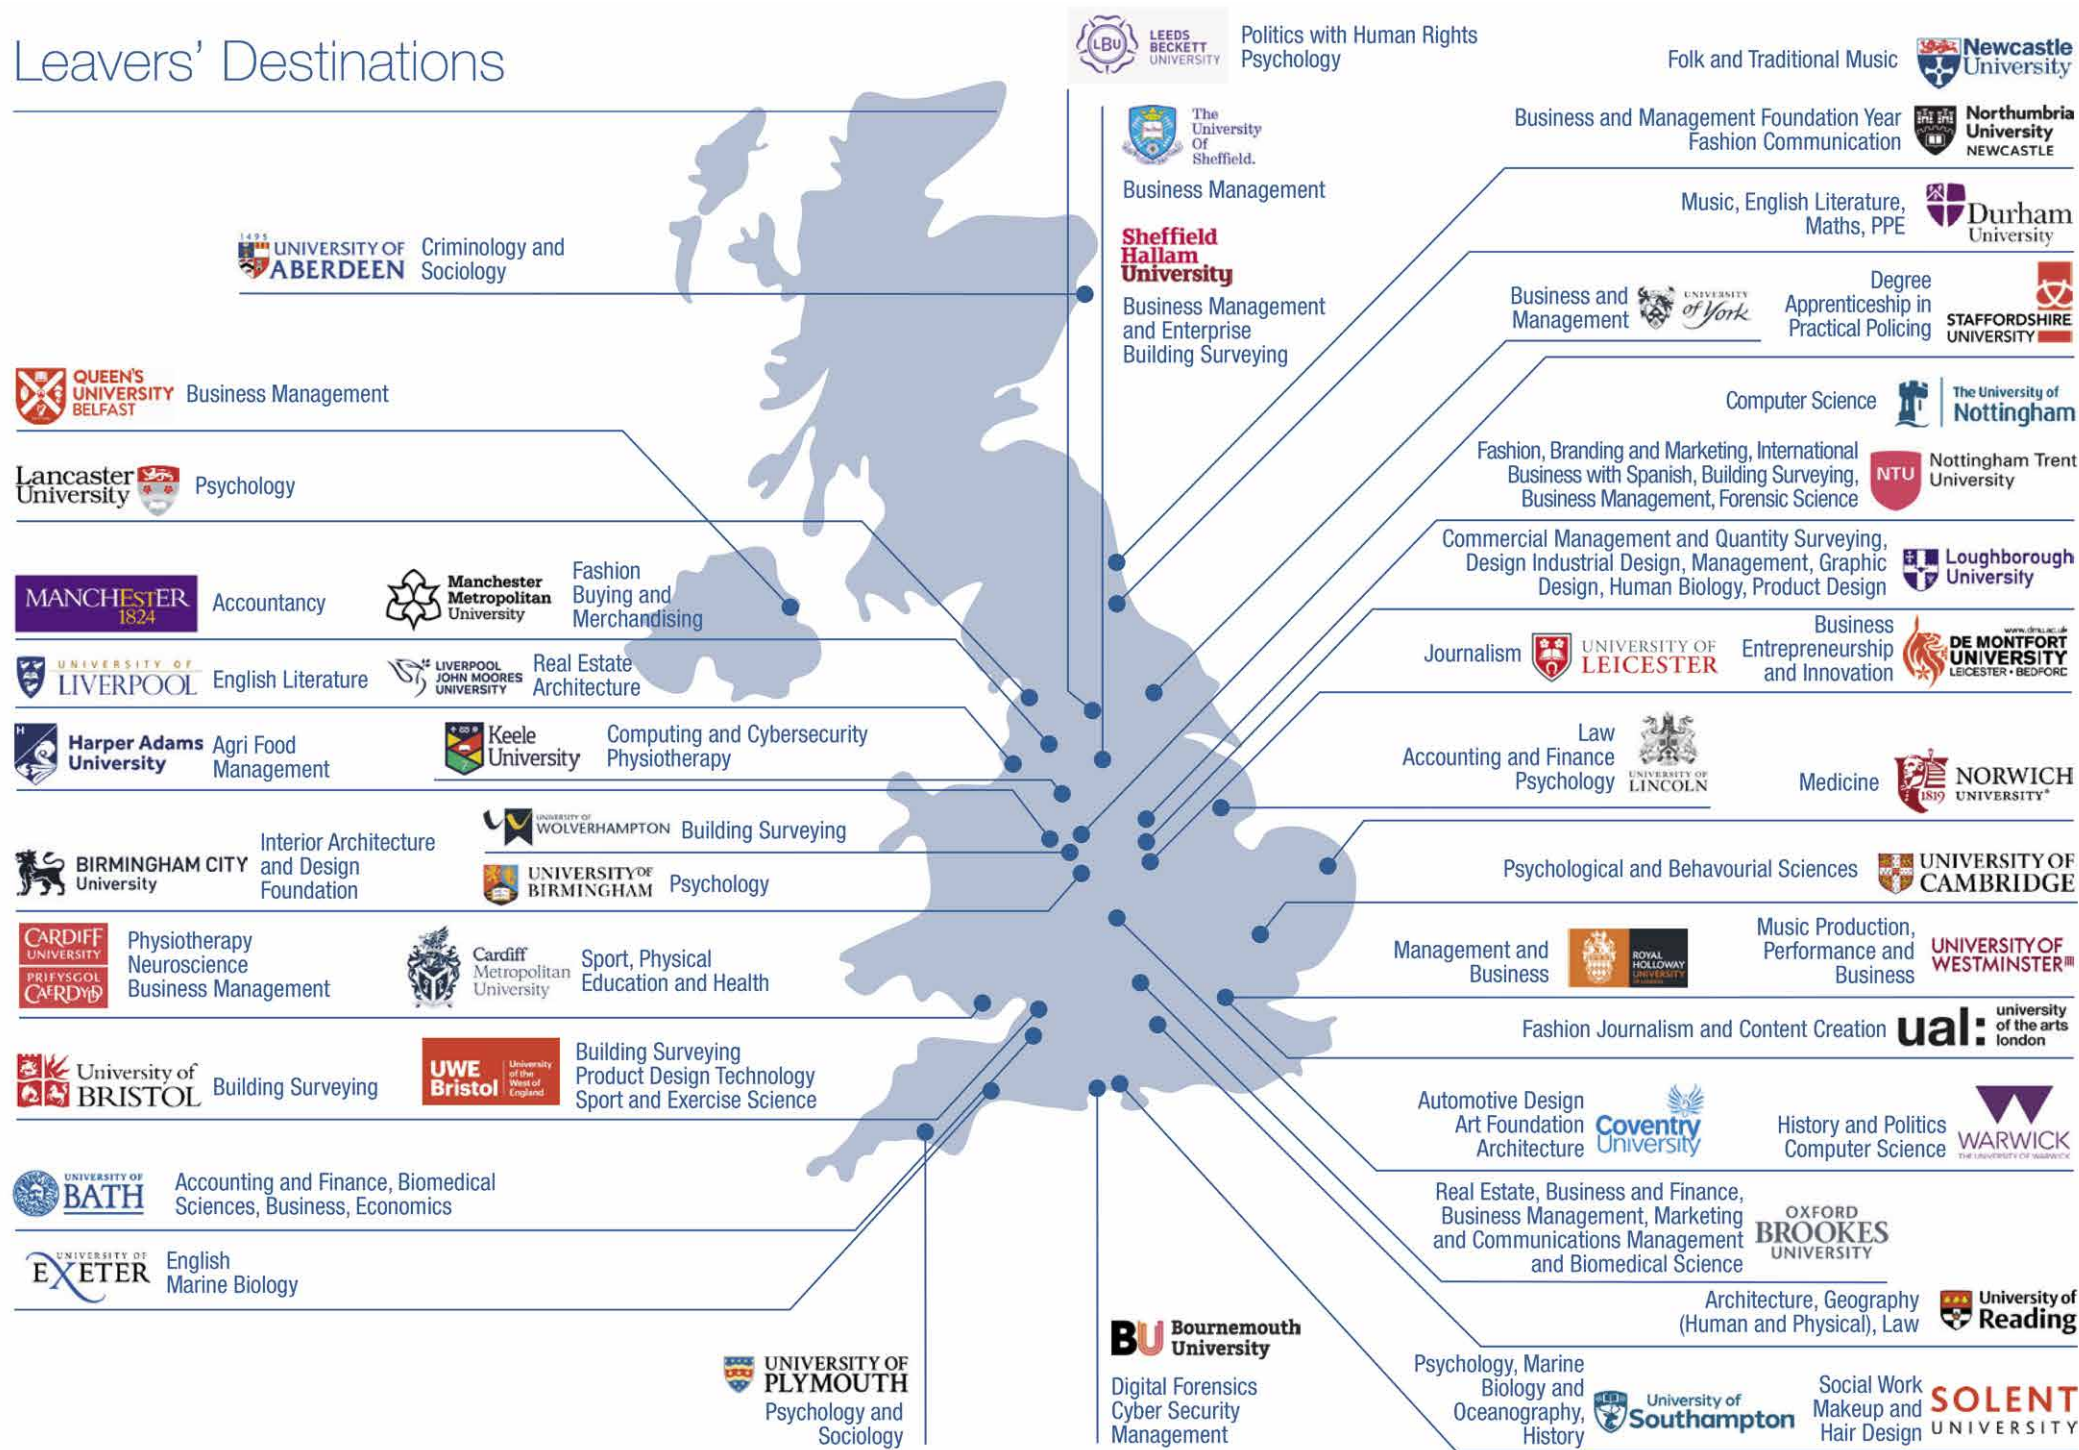 Leavers' Destinations
LBU
LEEDS
BECKETT
UNIVERSITY
Politics with Human Rights
Psychology
The
University
Of
Sheffield.
Business Management
Sheffield
Hallam
University
Business Management
and Enterprise
Building Surveying
1495
UNIVERSITY OF
ABERDEEN
Criminology and
Sociology
QUEEN'S
UNIVERSITY
BELFAST
Business Management
Lancaster
University
Psychology
MANCHESTER
1824
Accountancy
Manchester
Metropolitan
University
Fashion
Buying and
Merchandising
UNIVERSITY OF
LIVERPOOL
English Literature
LIVERPOOL
JOHN MOORES
UNIVERSITY
Real Estate
Architecture
H
Harper Adams
University
Agri Food
Management
Keele
University
Computing and Cybersecurity
Physiotherapy
UNIVERSITY OF
WOLVERHAMPTON
Building Surveying
BIRMINGHAM CITY
University
Interior Architecture
and Design
Foundation
UNIVERSITY OF
BIRMINGHAM
Psychology
CARDIFF
UNIVERSITY
PRIFYSGOL
CAERDYD
Physiotherapy
Neuroscience
Business Management
Cardiff
Metropolitan
University
Sport, Physical
Education and Health
University of
BRISTOL
Building Surveying
UWE
Bristol
University
of the
West of
England
Building Surveying
Product Design Technology
Sport and Exercise Science
UNIVERSITY OF
BATH
Accounting and Finance, Biomedical
Sciences, Business, Economics
UNIVERSITY OF
EXETER
English
Marine Biology
UNIVERSITY OF
PLYMOUTH
Psychology and
Sociology
BU
Bournemouth
University
Digital Forensics
Cyber Security
Management
Folk and Traditional Music
Newcastle
University
Business and Management Foundation Year
Fashion Communication
Northumbria
University
NEWCASTLE
Music, English Literature,
Maths, PPE
Durham
University
Business and
Management
UNIVERSITY
of York
Degree
Apprenticeship in
Practical Policing
STAFFORDSHIRE
UNIVERSITY
Computer Science
The University of
Nottingham
Fashion, Branding and Marketing, International
Business with Spanish, Building Surveying,
Business Management, Forensic Science
NTU
Nottingham Trent
University
Commercial Management and Quantity Surveying,
Design Industrial Design, Management, Graphic
Design, Human Biology, Product Design
Loughborough
University
Journalism
UNIVERSITY OF
LEICESTER
Business
Entrepreneurship
and Innovation
www.dmu.ac.uk
DE MONTFORT
UNIVERSITY
LEICESTER • BEDFORD
Law
Accounting and Finance
Psychology
UNIVERSITY OF
LINCOLN
Medicine
1819
NORWICH
UNIVERSITY
Psychological and Behavourial Sciences
UNIVERSITY OF
CAMBRIDGE
Management and
Business
ROYAL
HOLLOWAY
UNIVERSITY
Music Production,
Performance and
Business
UNIVERSITY OF
WESTMINSTER
Fashion Journalism and Content Creation
ual:
university
of the arts
london
Automotive Design
Art Foundation
Architecture
Coventry
University
History and Politics
Computer Science
WARWICK
THE UNIVERSITY OF WARWICK
Real Estate, Business and Finance,
Business Management, Marketing
and Communications Management
and Biomedical Science
OXFORD
BROOKES
UNIVERSITY
Architecture, Geography
(Human and Physical), Law
University of
Reading
Psychology, Marine
Biology and
Oceanography,
History
University of
Southampton
Social Work
Makeup and
Hair Design
SOLENT
UNIVERSITY